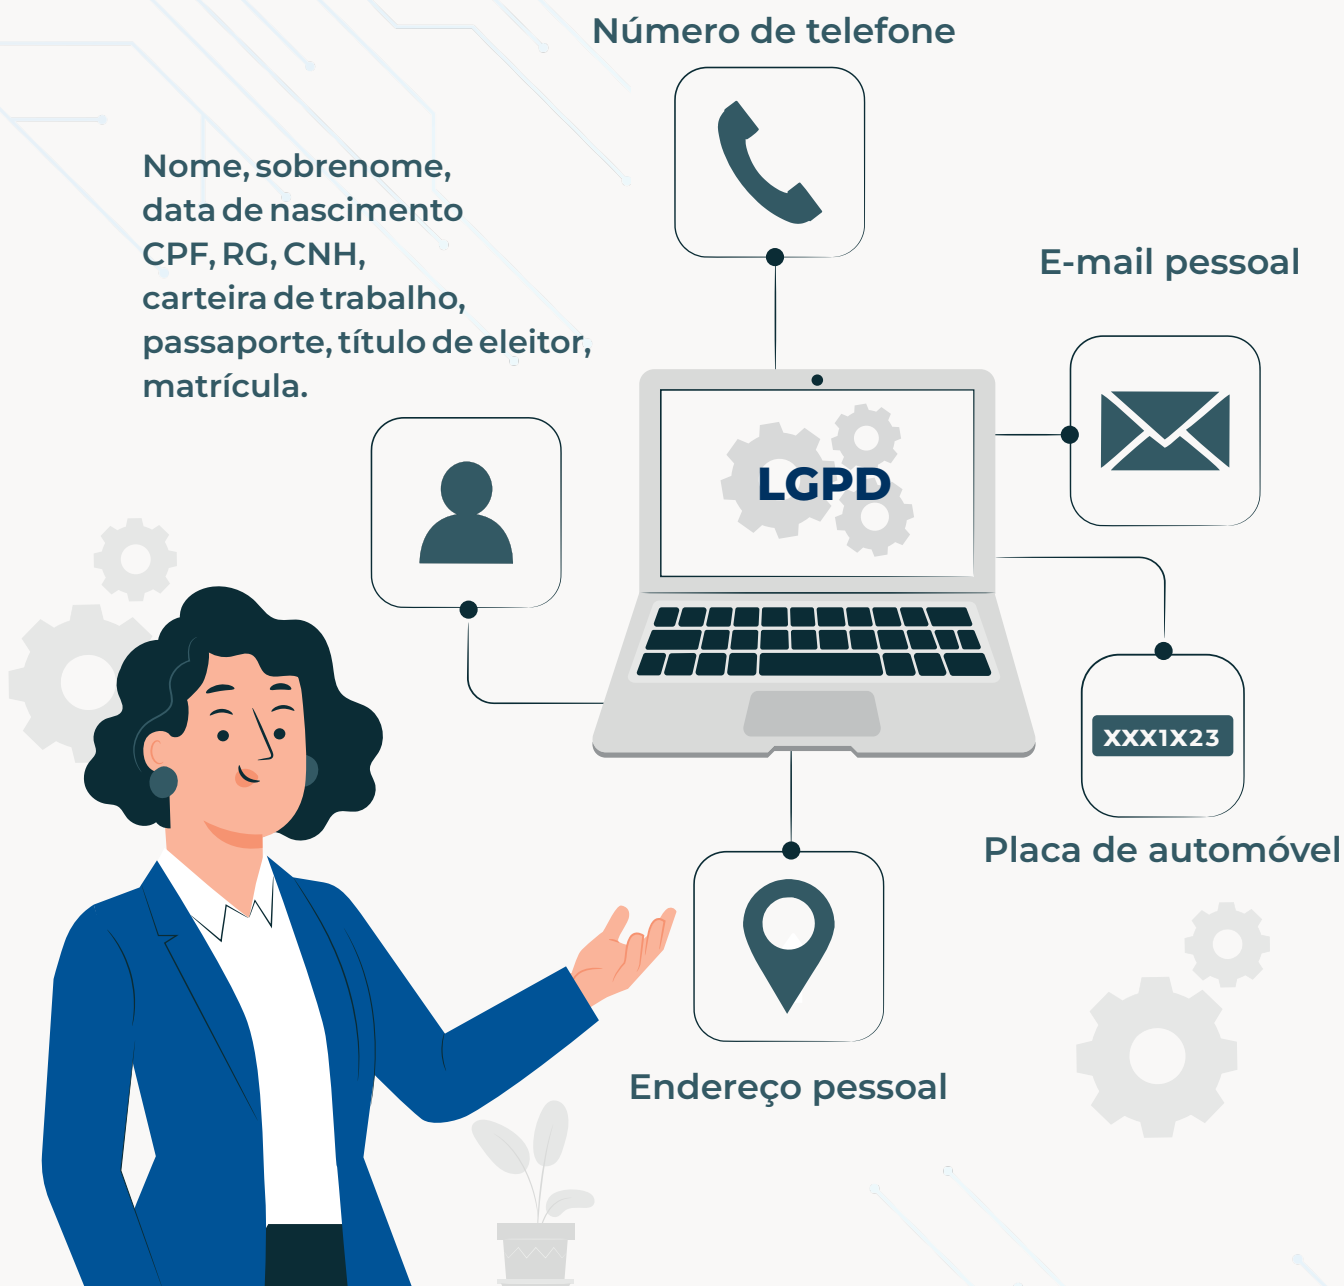 Número de telefone
Nome, sobrenome,
data de nascimento
CPF, RG, CNH,
carteira de trabalho,
passaporte, título de eleitor,
matrícula.
E-mail pessoal
LGPD
XXX1X23
Placa de automóvel
Endereço pessoal